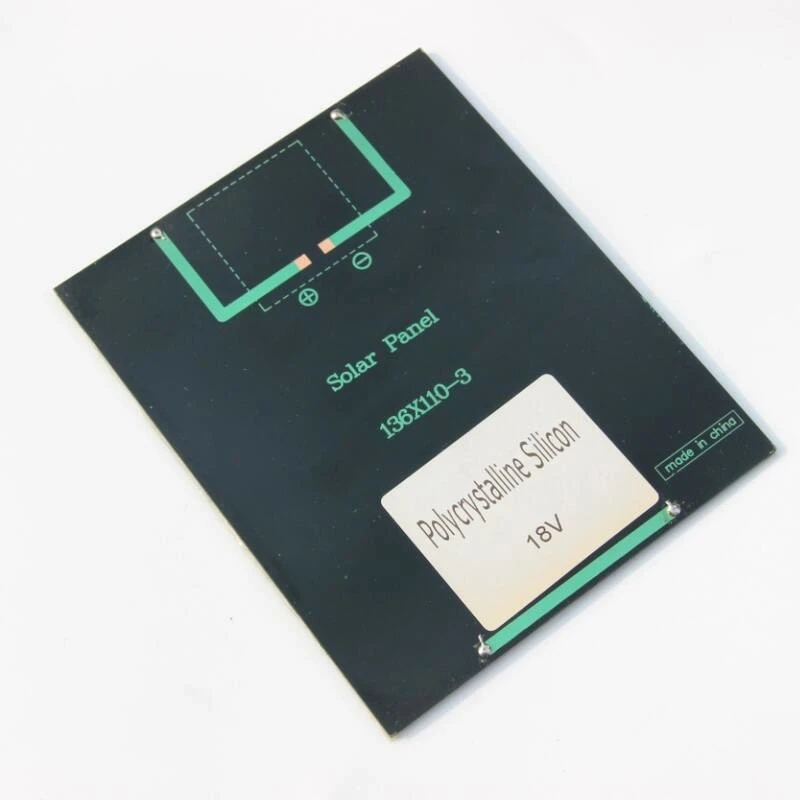 ⊕ ⊖
Solar Panel
136X110-3
Polycrystalline Silicon
18V
made in china